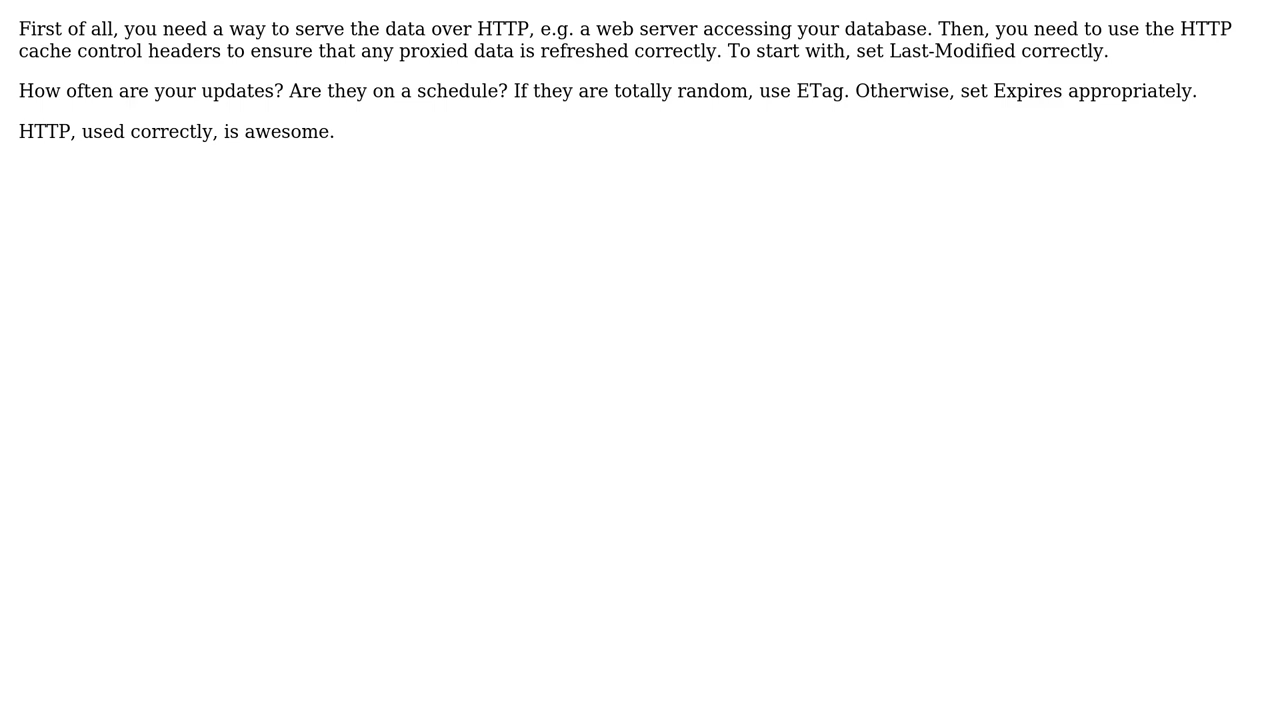 First of all, you need a way to serve the data over HTTP, e.g. a web server accessing your database. Then, you need to use the HTTP
cache control headers to ensure that any proxied data is refreshed correctly. To start with, set Last-Modified correctly.
How often are your updates? Are they on a schedule? If they are totally random, use ETag. Otherwise, set Expires appropriately.
HTTP, used correctly, is awesome.